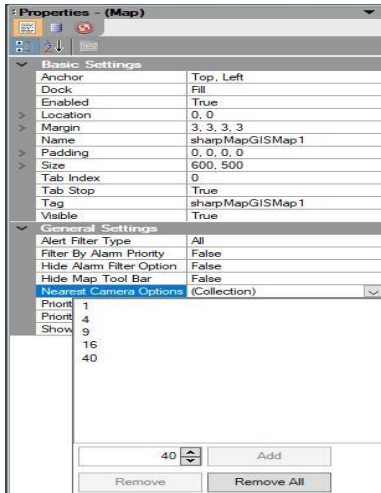 Properties - (Map)
Basic Settings
Anchor Top, Left
Dock Fill
Enabled True
Location 0, 0
Margin 3, 3, 3, 3
Name sharpMapGISMap1
Padding 0, 0, 0, 0
Size 600, 500
Tab Index 0
Tab Stop True
Tag sharpMapGISMap1
Visible True
General Settings
Alert Filter Type All
Filter By Alarm Priority False
Hide Alarm Filter Option False
Hide Map Tool Bar False
Nearest Camera Options (Collection)
Priorit
Priorit
Show
1
4
9
16
40
40 Add
Remove Remove All